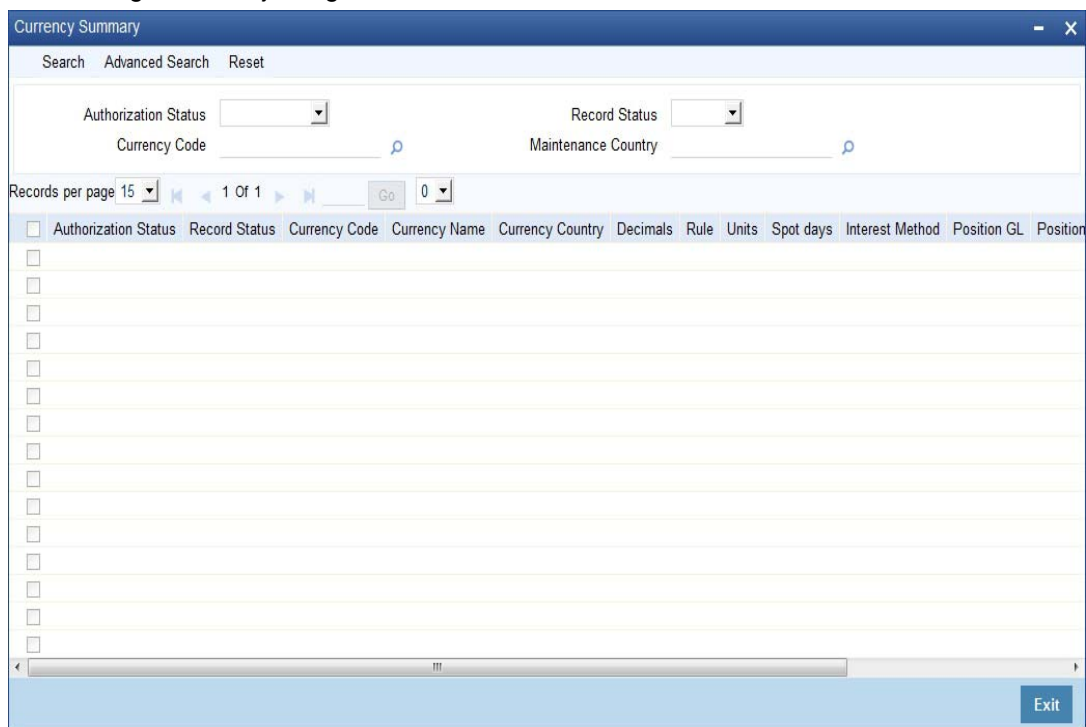 Currency Summary
Search Advanced Search Reset
Authorization Status Record Status
Currency Code Maintenance Country
Records per page 15 1 Of 1 Go 0
Authorization Status Record Status Currency Code Currency Name Currency Country Decimals Rule Units Spot days Interest Method Position GL Position
Exit